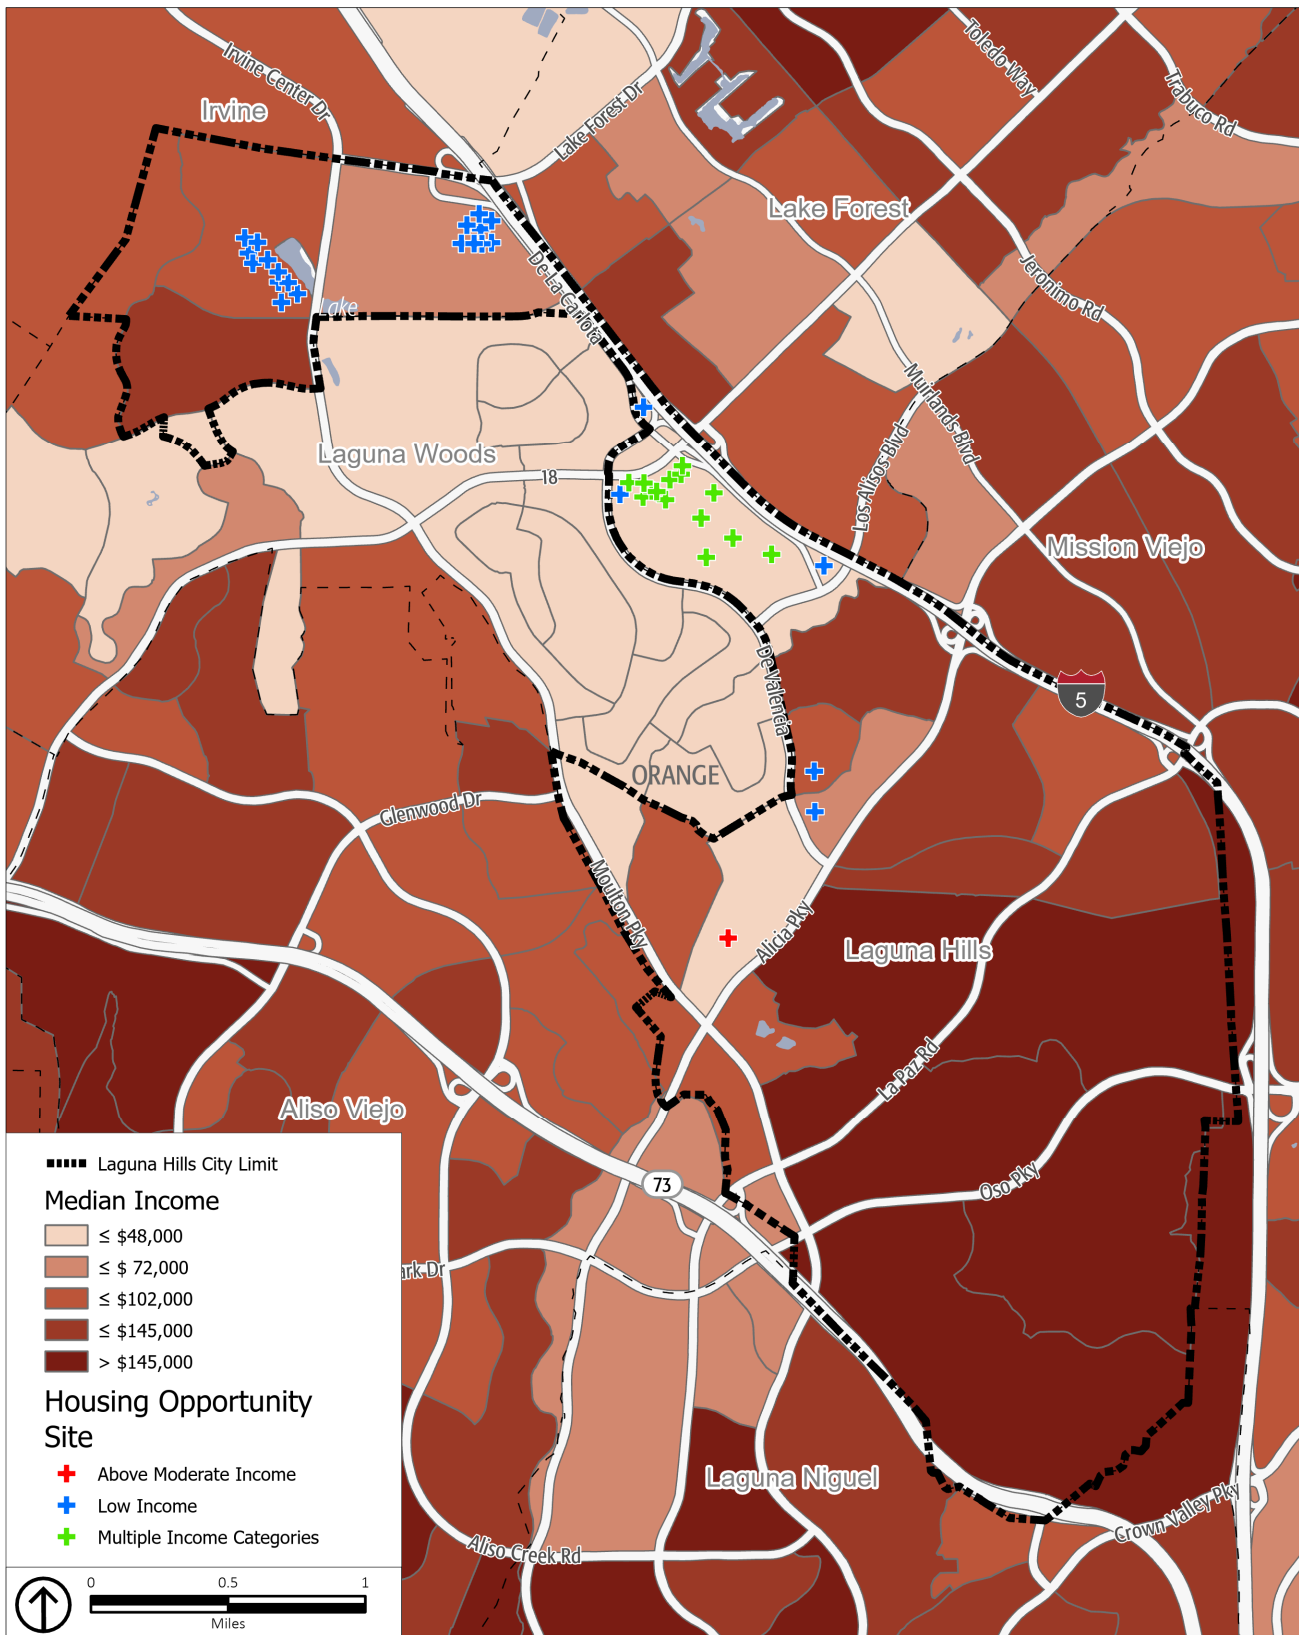 Toledo Way
Trabuco Rd
Irvine Center Dr
Irvine
Lake Forest Dr
Lake Forest
Jeronimo Rd
De La Carlota
Lake
Muirlands Blvd
Laguna Woods
18
Los Alisos Blvd
Mission Viejo
De Valencia
5
ORANGE
Glenwood Dr
Moulton Pky
Alicia Pky
Laguna Hills
La Paz Rd
Aliso Viejo
Oso Pky
73
ark Dr
Laguna Niguel
Crown Valley Pky
Aliso Creek Rd
Laguna Hills City Limit
Median Income
≤ $48,000
≤ $ 72,000
≤ $102,000
≤ $145,000
> $145,000
Housing Opportunity
Site
Above Moderate Income
Low Income
Multiple Income Categories
0 0.5 1
Miles